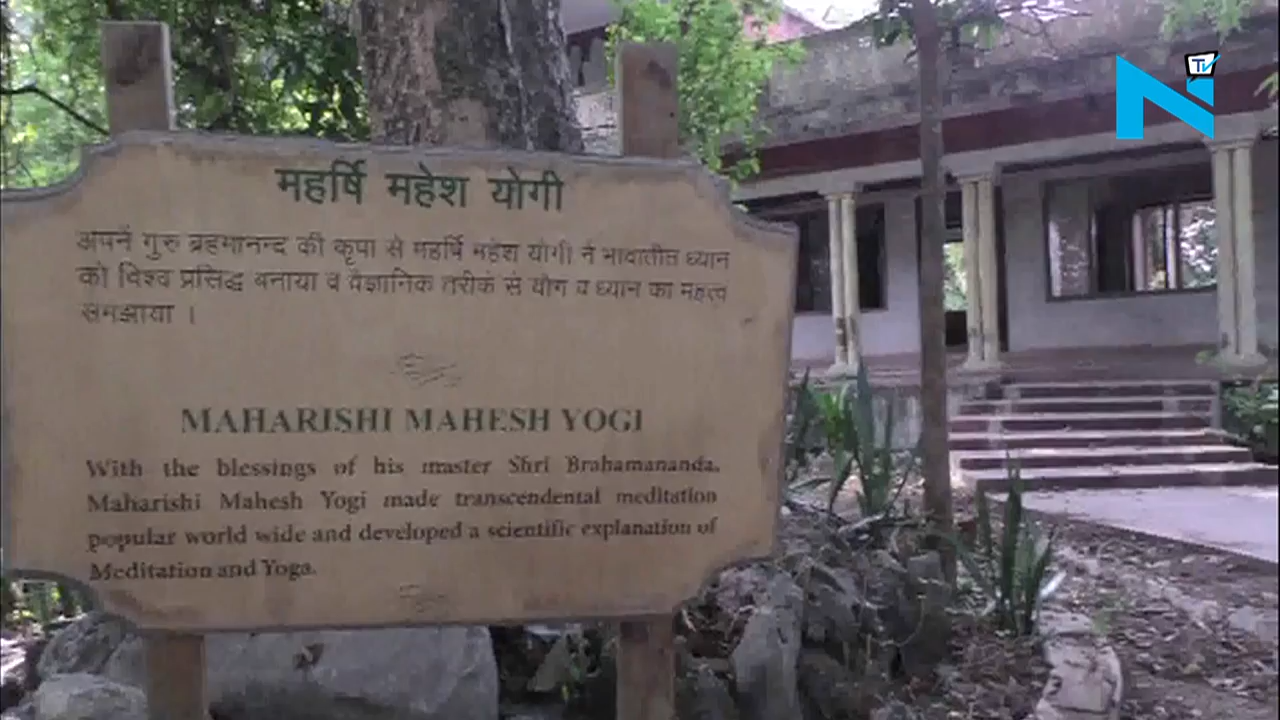 महर्षि महेश योगी
अपने गुरु ब्रहमानन्द की कृपा से महर्षि महेश योगी ने भावातीत ध्यान
को विश्व प्रसिद्ध बनाया व वैज्ञानिक तरीके से योग व ध्यान का महत्व
समझाया ।
MAHARISHI MAHESH YOGI
With the blessings of his master Shri Brahamananda,
Maharishi Mahesh Yogi made transcendental meditation
popular world wide and developed a scientific explanation of
Meditation and Yoga.
N TV